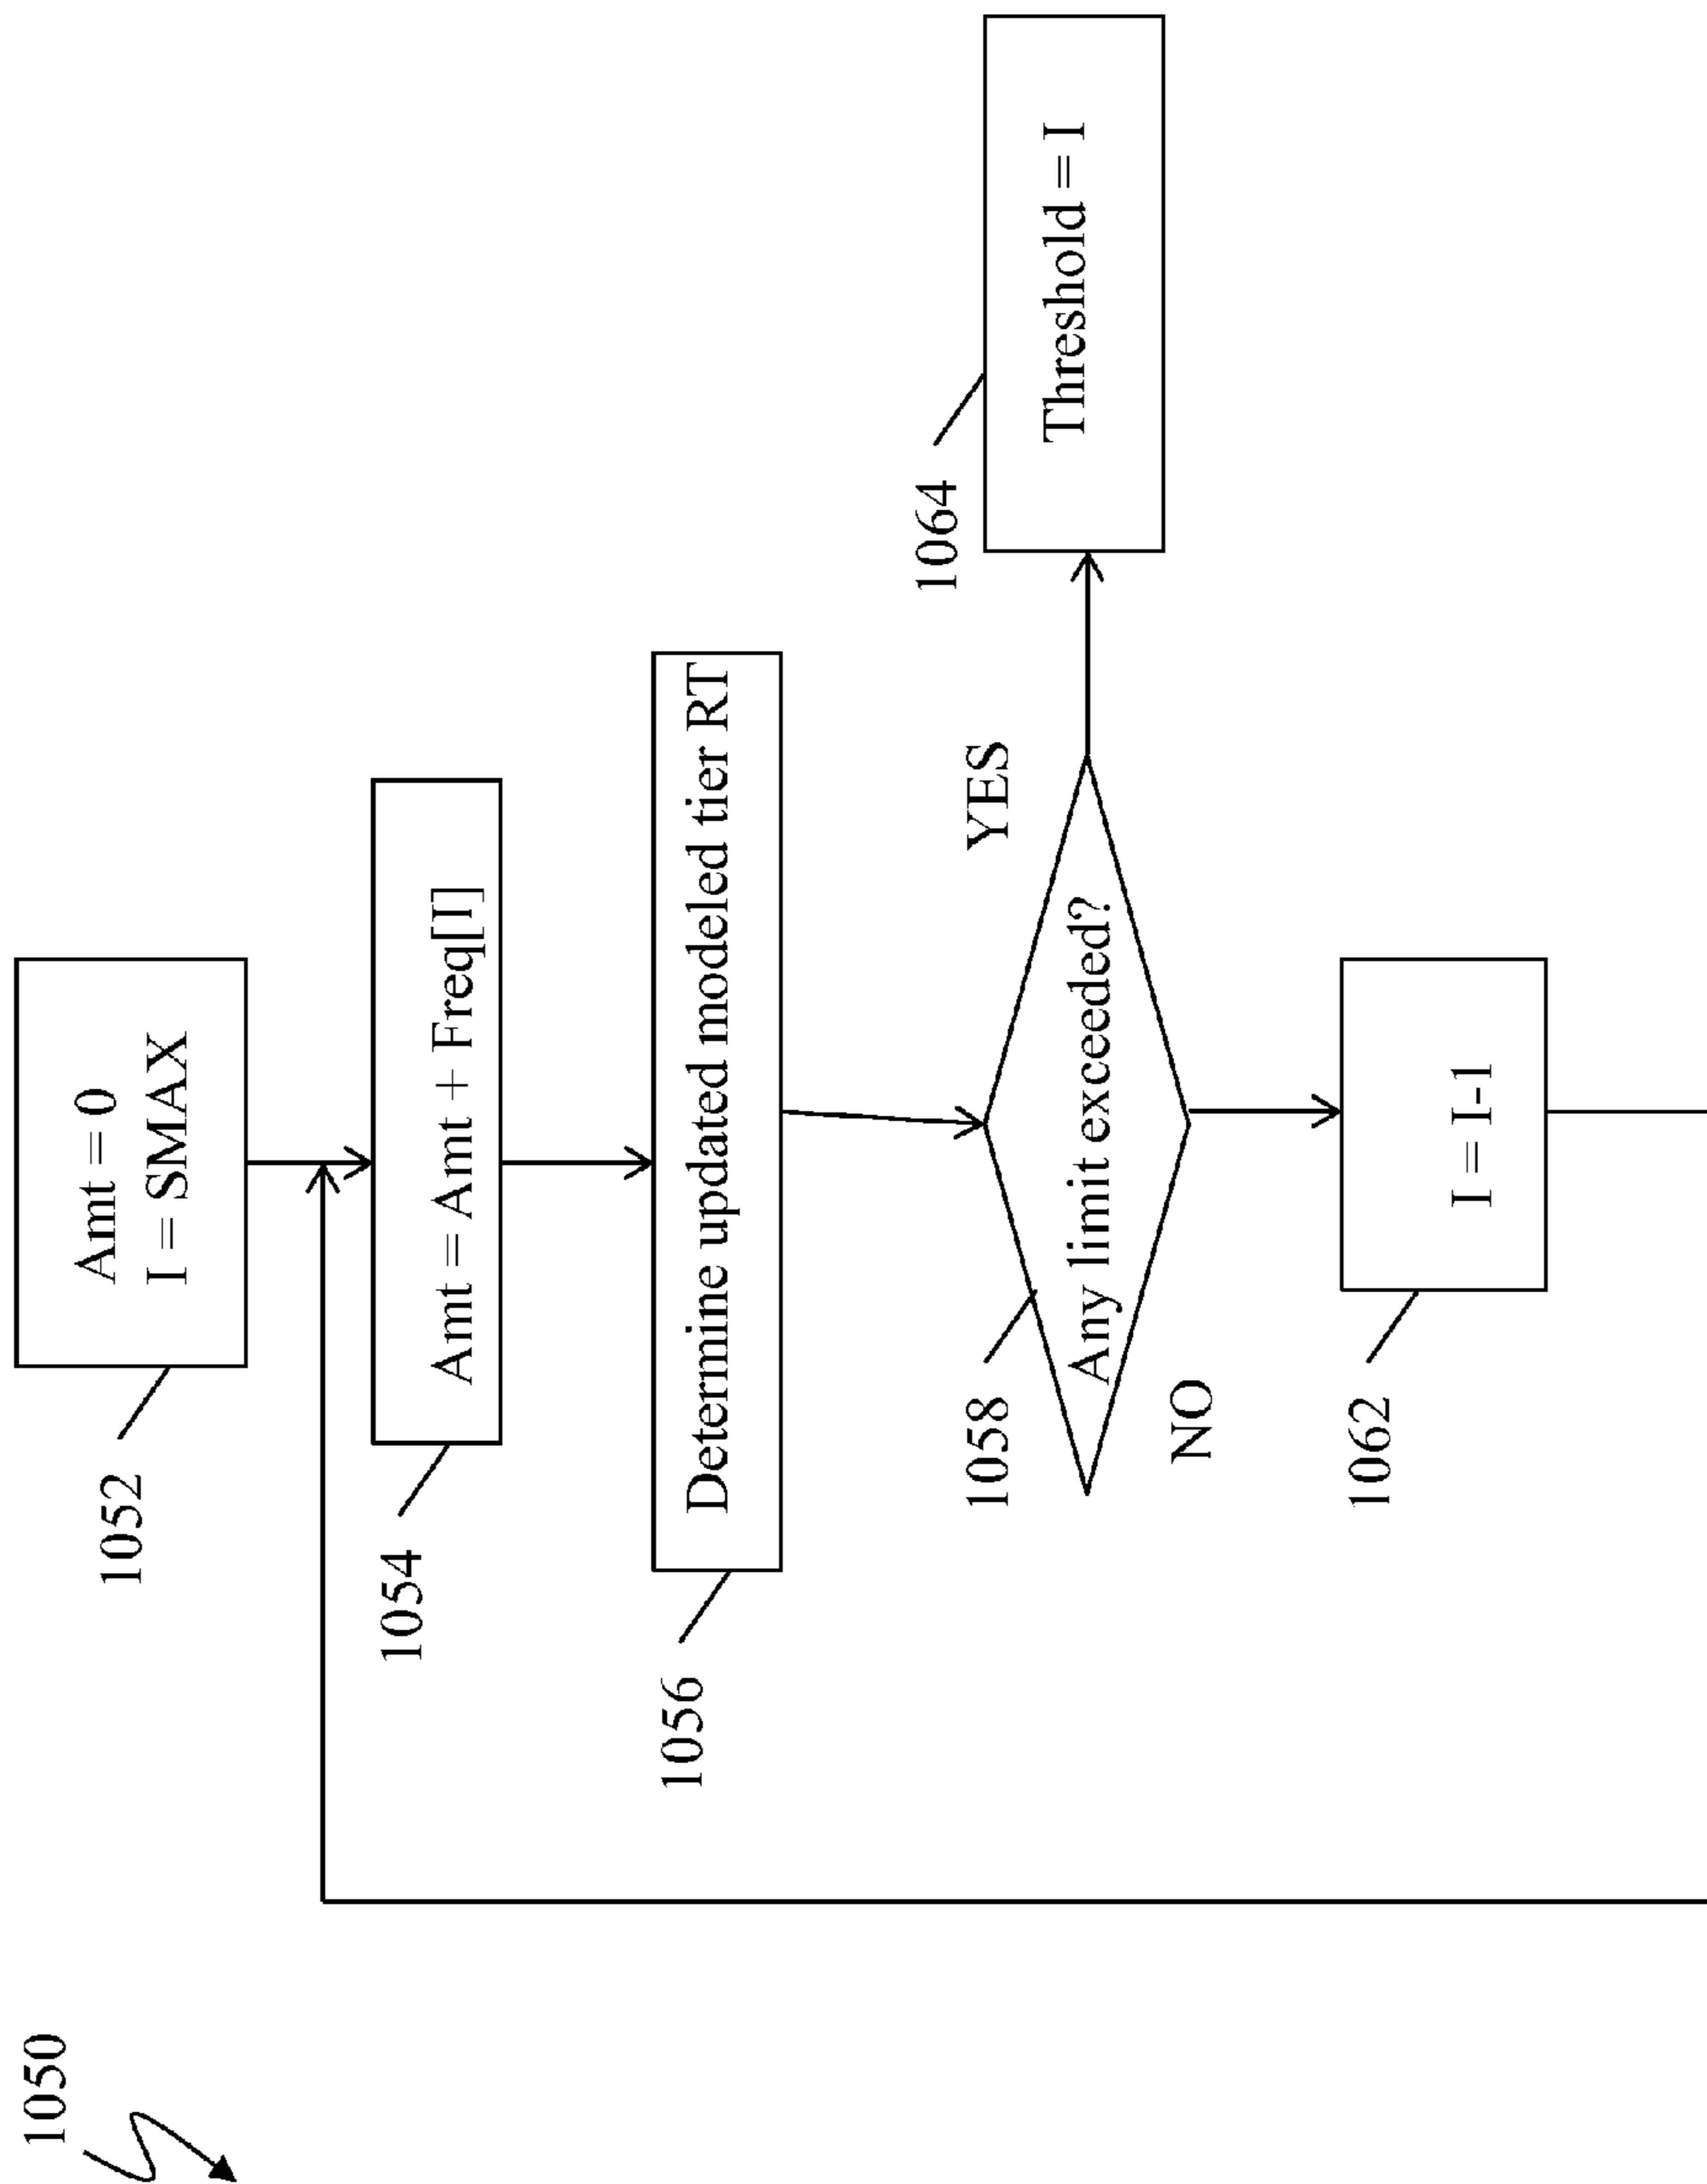 1050
1052
Amt = 0
I = SMAX
1054
Amt = Amt + Freq[I]
1056
Determine updated modeled tier RT
1058
Any limit exceeded?
YES
1064
Threshold = I
NO
1062
I = I-1